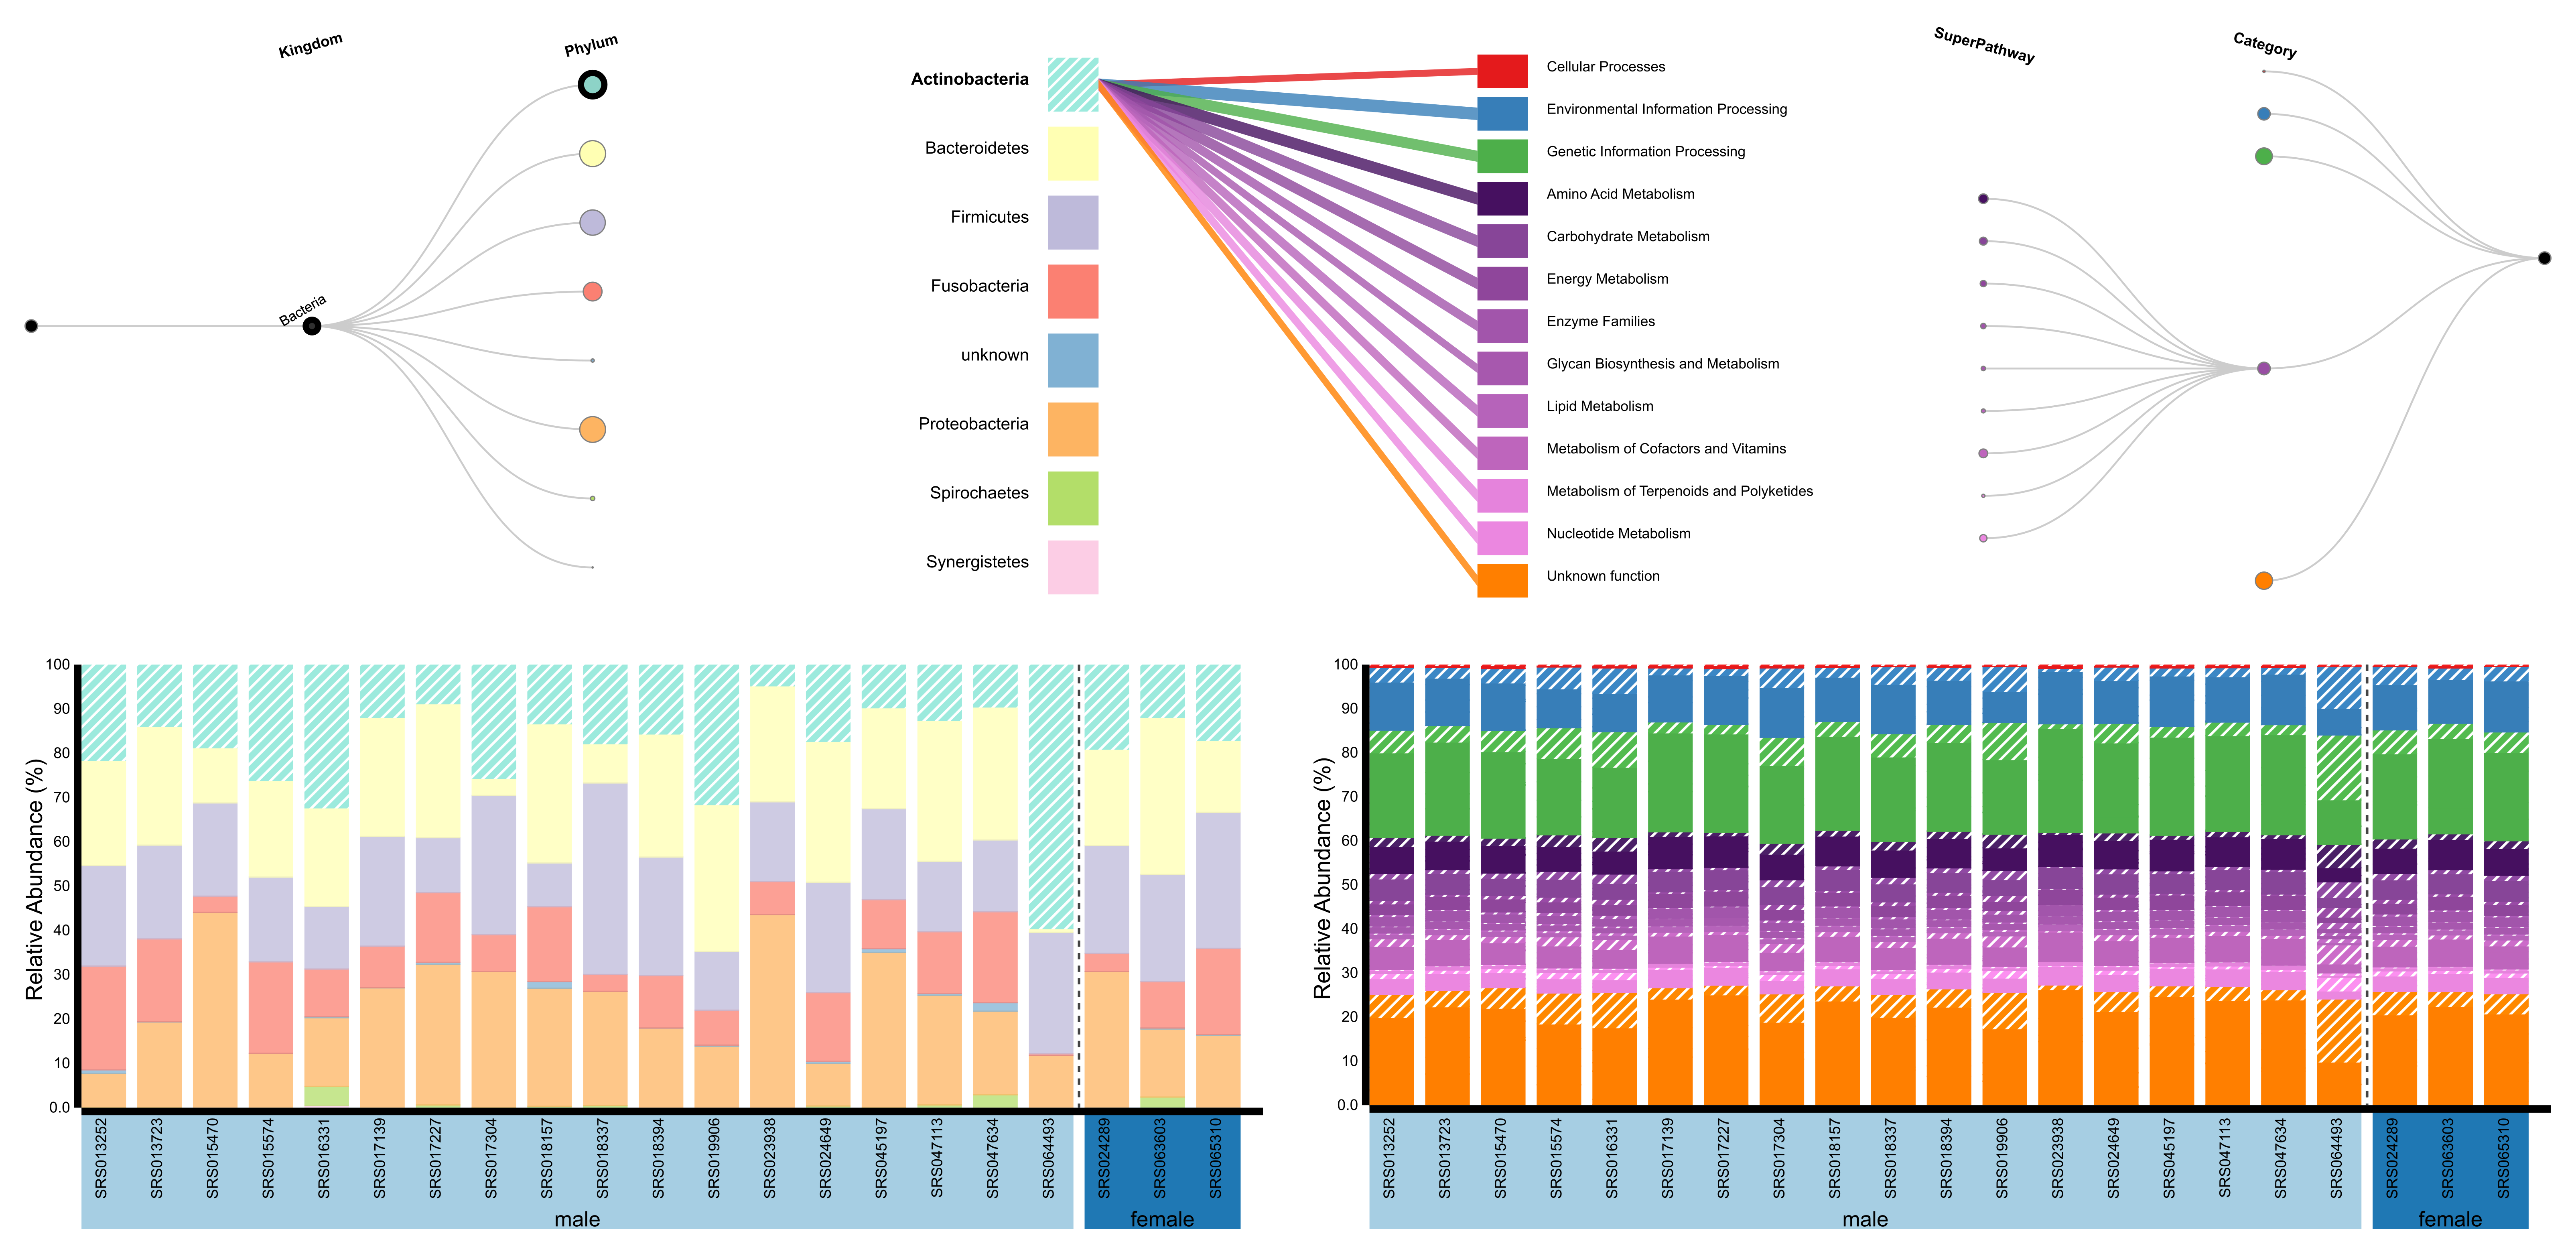 Kingdom
Phylum
SuperPathway
Category
Bacteria
Actinobacteria
Bacteroidetes
Firmicutes
Fusobacteria
unknown
Proteobacteria
Spirochaetes
Synergistetes
Cellular Processes
Environmental Information Processing
Genetic Information Processing
Amino Acid Metabolism
Carbohydrate Metabolism
Energy Metabolism
Enzyme Families
Glycan Biosynthesis and Metabolism
Lipid Metabolism
Metabolism of Cofactors and Vitamins
Metabolism of Terpenoids and Polyketides
Nucleotide Metabolism
Unknown function
Relative Abundance (%)
100
90
80
70
60
50
40
30
20
10
0.0
SRS013252
SRS013723
SRS015470
SRS015574
SRS016331
SRS017139
SRS017227
SRS017304
SRS018157
SRS018337
SRS018394
SRS019906
SRS023938
SRS024649
SRS045197
SRS047113
SRS047634
SRS064493
SRS024289
SRS063603
SRS065310
male
female
Relative Abundance (%)
100
90
80
70
60
50
40
30
20
10
0.0
SRS013252
SRS013723
SRS015470
SRS015574
SRS016331
SRS017139
SRS017227
SRS017304
SRS018157
SRS018337
SRS018394
SRS019906
SRS023938
SRS024649
SRS045197
SRS047113
SRS047634
SRS064493
SRS024289
SRS063603
SRS065310
male
female